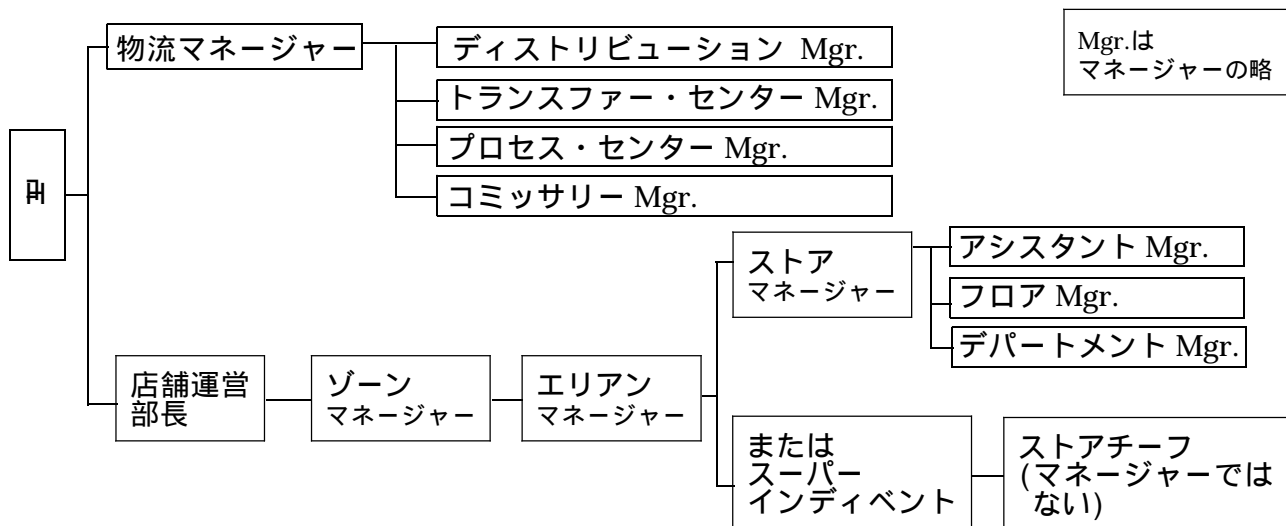 物流マネージャー
ディストリビューション Mgr.
トランスファー・センター Mgr.
プロセス・センター Mgr.
コミッサリー Mgr.
Mgr.は
マネージャーの略
ストア
マネージャー
アシスタント Mgr.
フロア Mgr.
デパートメント Mgr.
店舗運営
部長
ゾーン
マネージャー
エリアン
マネージャー
または
スーパー
インディベント
ストアチーフ
(マネージャーでは
ない)